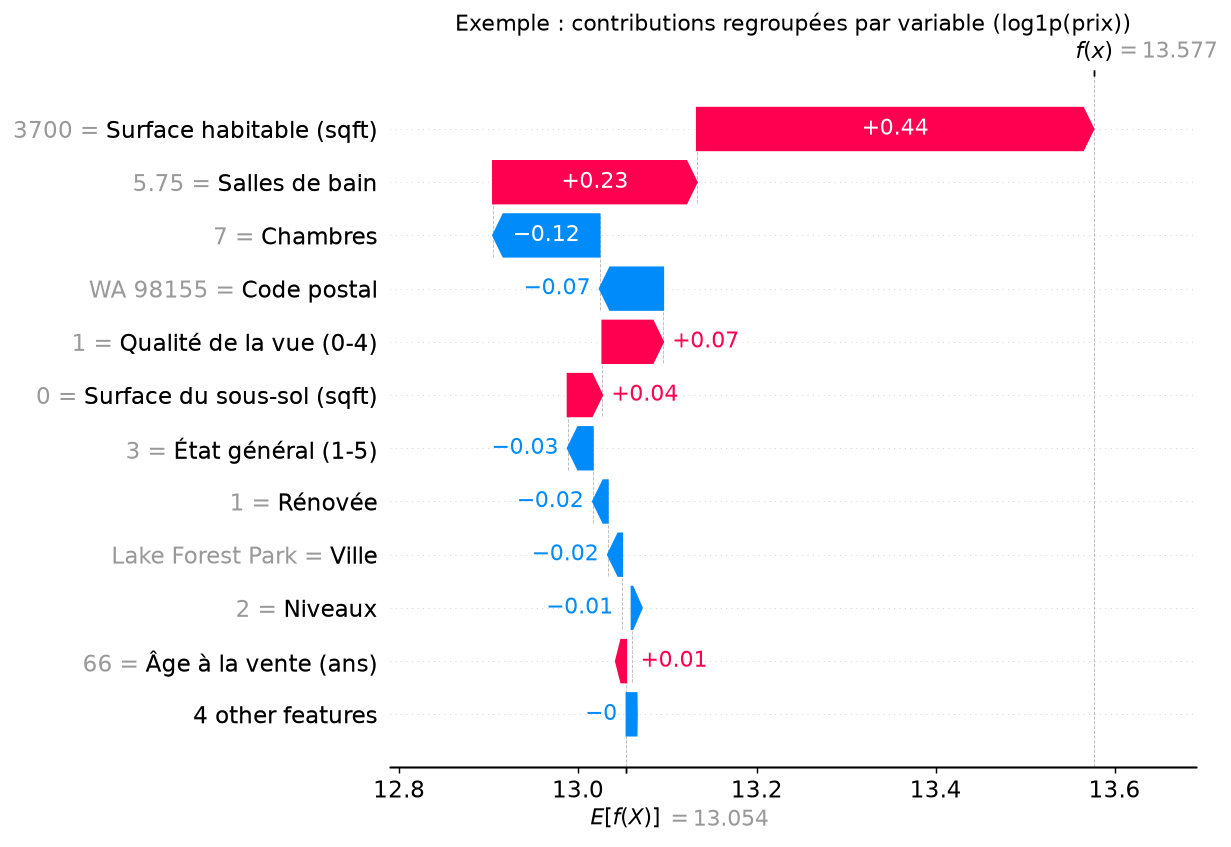 Exemple : contributions regroupées par variable (log1p(prix))
f(x) = 13.577
3700 = Surface habitable (sqft) +0.44
5.75 = Salles de bain +0.23
7 = Chambres −0.12
WA 98155 = Code postal −0.07
1 = Qualité de la vue (0-4) +0.07
0 = Surface du sous-sol (sqft) +0.04
3 = État général (1-5) −0.03
1 = Rénovée −0.02
Lake Forest Park = Ville −0.02
2 = Niveaux −0.01
66 = Âge à la vente (ans) +0.01
4 other features −0
12.8 13.0 13.2 13.4 13.6
E[f(X)] = 13.054